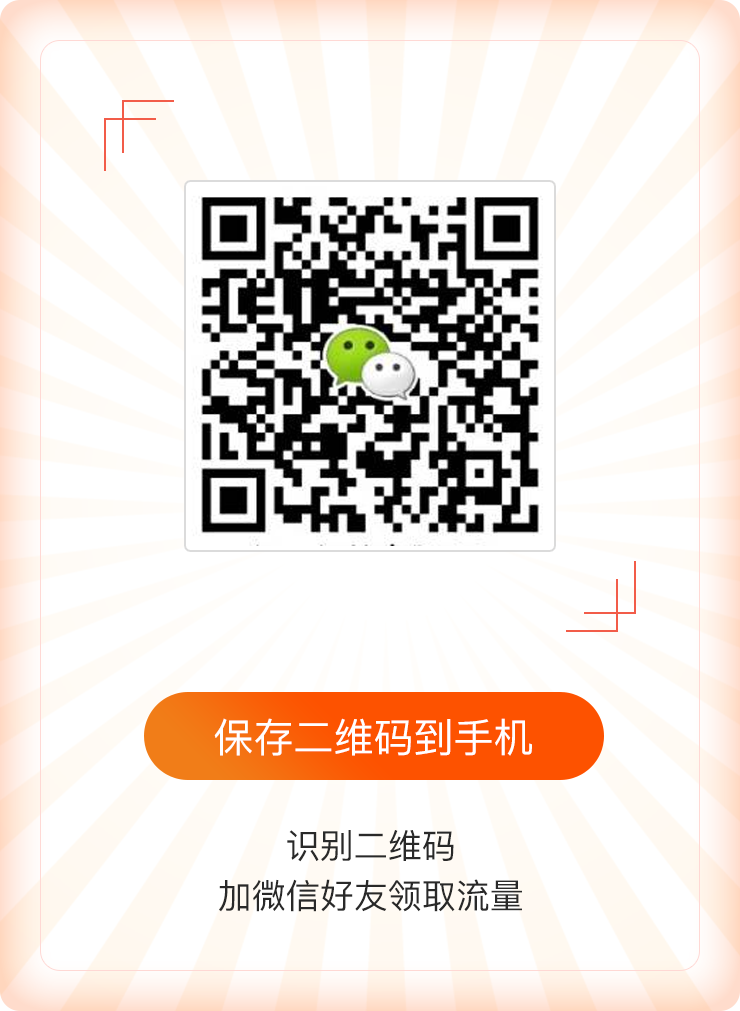 保存二维码到手机
识别二维码
加微信好友领取流量